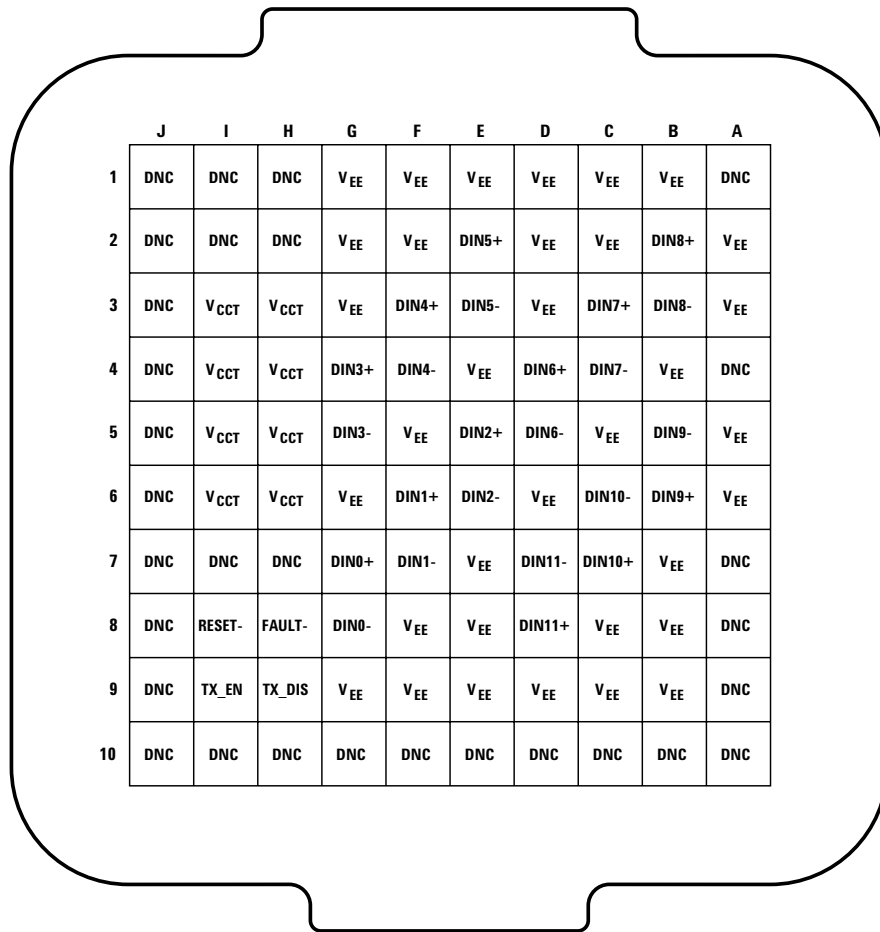 J I H G F E D C B A
1 DNC DNC DNC VEE VEE VEE VEE VEE VEE DNC
2 DNC DNC DNC VEE VEE DIN5+ VEE VEE DIN8+ VEE
3 DNC VCCT VCCT VEE DIN4+ DIN5- VEE DIN7+ DIN8- VEE
4 DNC VCCT VCCT DIN3+ DIN4- VEE DIN6+ DIN7- VEE DNC
5 DNC VCCT VCCT DIN3- VEE DIN2+ DIN6- VEE DIN9- VEE
6 DNC VCCT VCCT VEE DIN1+ DIN2- VEE DIN10- DIN9+ VEE
7 DNC DNC DNC DIN0+ DIN1- VEE DIN11- DIN10+ VEE DNC
8 DNC RESET- FAULT- DIN0- VEE VEE DIN11+ VEE VEE DNC
9 DNC TX_EN TX_DIS VEE VEE VEE VEE VEE VEE DNC
10 DNC DNC DNC DNC DNC DNC DNC DNC DNC DNC